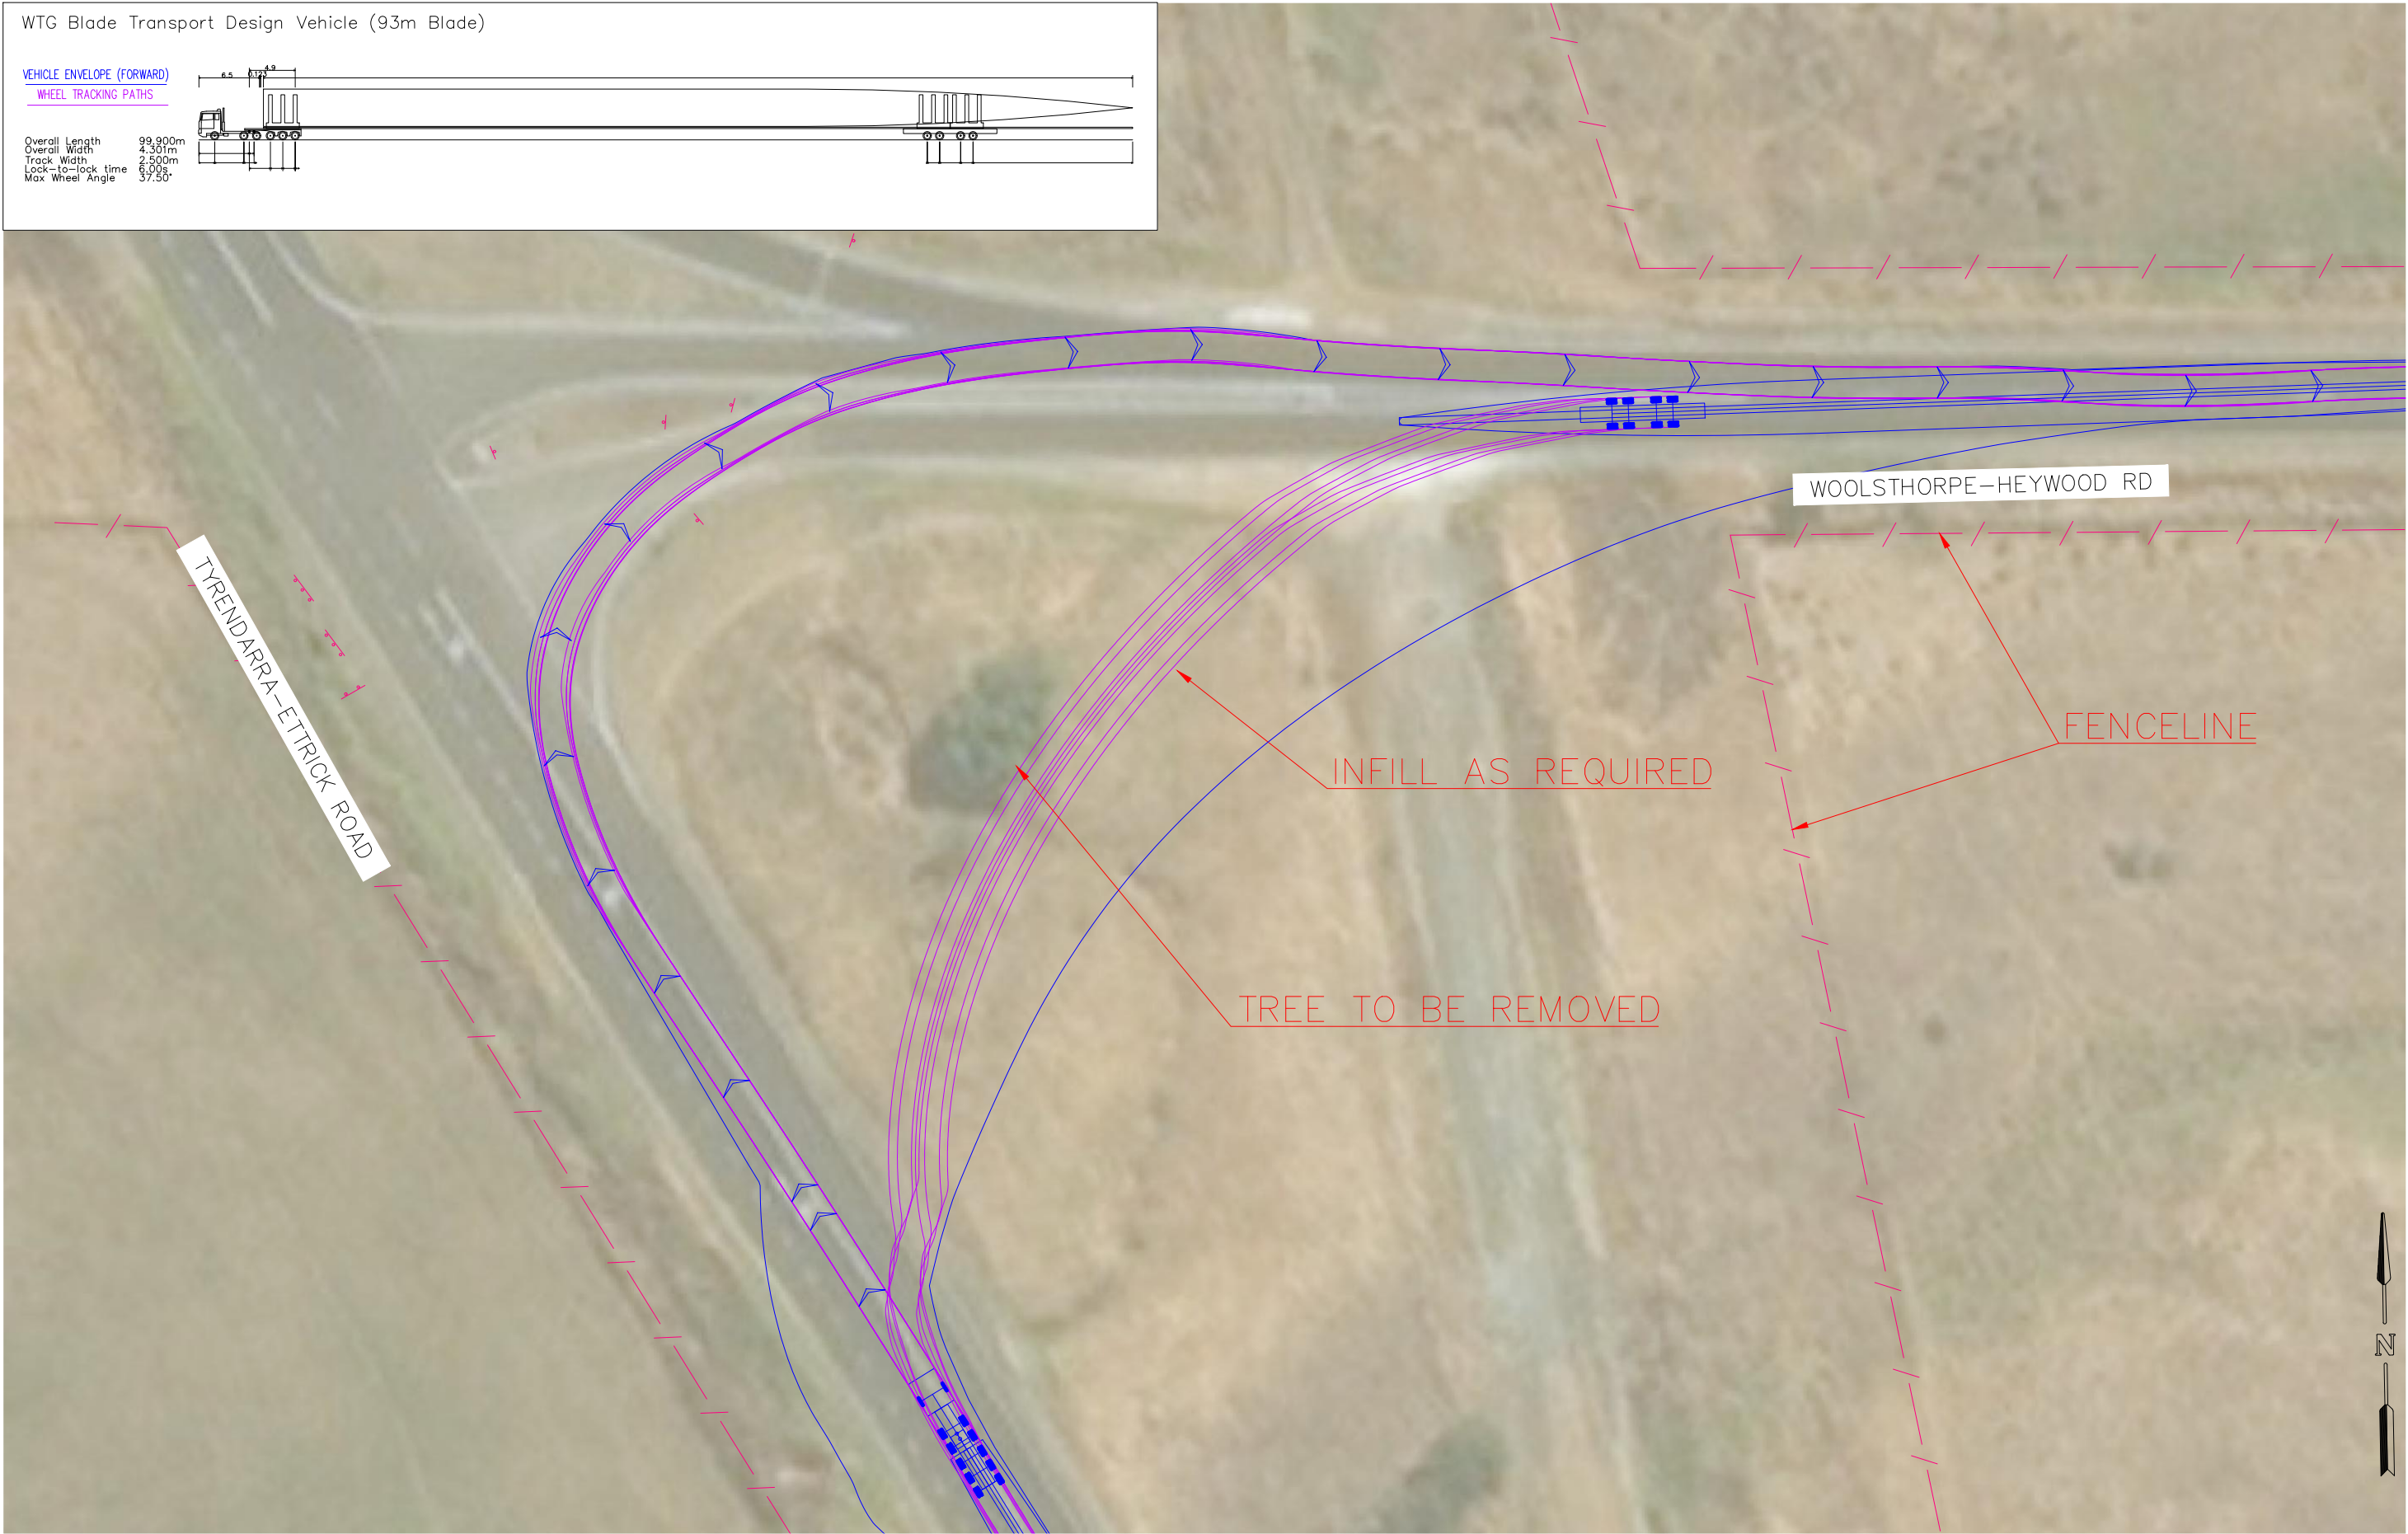 WTG Blade Transport Design Vehicle (93m Blade)
VEHICLE ENVELOPE (FORWARD)
WHEEL TRACKING PATHS
6.5
4.9
Overall Length 99.900m
Overall Width 4.301m
Track Width 2.500m
Lock-to-lock time 6.00s
Max Wheel Angle 37.50°
WOOLSTHORPE-HEYWOOD RD
TYRENDARRA-ETTRICK ROAD
FENCELINE
INFILL AS REQUIRED
TREE TO BE REMOVED
N